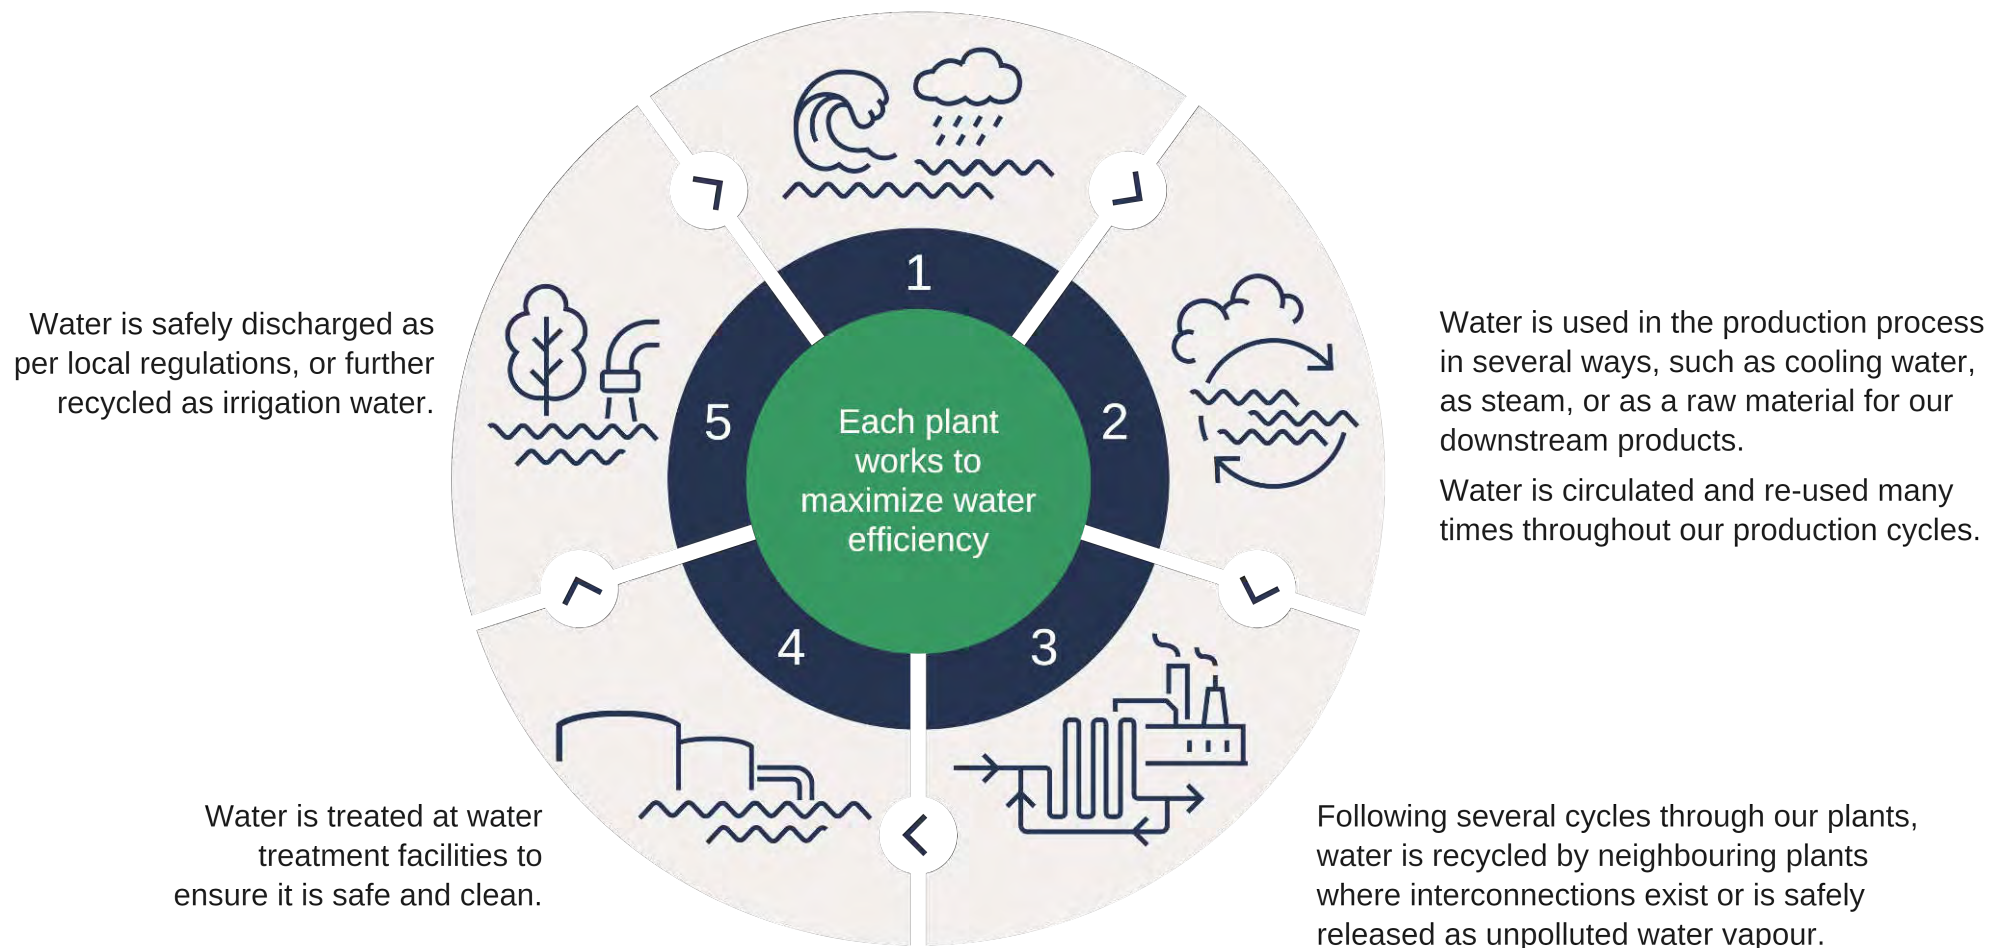 1
2
3
4
5
Each plant
works to
maximize water
efficiency
Water is used in the production process
in several ways, such as cooling water,
as steam, or as a raw material for our
downstream products.
Water is circulated and re-used many
times throughout our production cycles.
Following several cycles through our plants,
water is recycled by neighbouring plants
where interconnections exist or is safely
released as unpolluted water vapour.
Water is treated at water
treatment facilities to
ensure it is safe and clean.
Water is safely discharged as
per local regulations, or further
recycled as irrigation water.